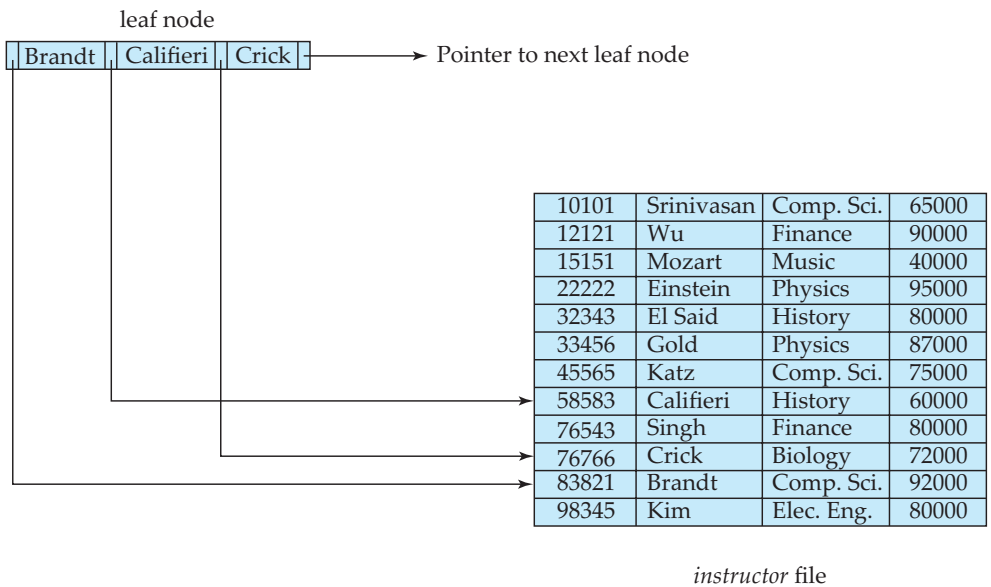 leaf node
Brandt Califieri Crick Pointer to next leaf node
10101 Srinivasan Comp. Sci. 65000
12121 Wu Finance 90000
15151 Mozart Music 40000
22222 Einstein Physics 95000
32343 El Said History 80000
33456 Gold Physics 87000
45565 Katz Comp. Sci. 75000
58583 Califieri History 60000
76543 Singh Finance 80000
76766 Crick Biology 72000
83821 Brandt Comp. Sci. 92000
98345 Kim Elec. Eng. 80000
instructor file